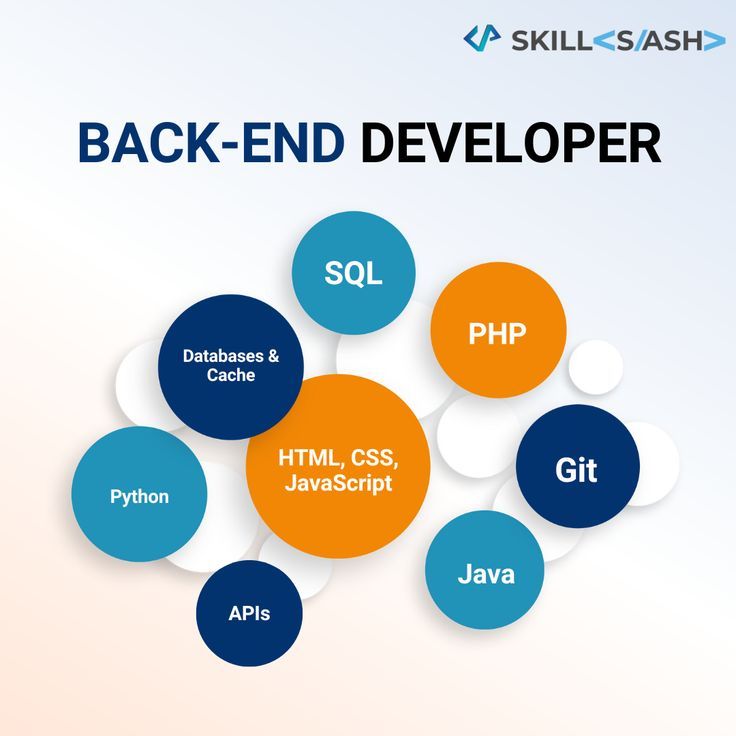 SKILL<S/ASH>
BACK-END DEVELOPER
SQL
PHP
Databases &
Cache
HTML, CSS,
JavaScript
Git
Python
Java
APIs